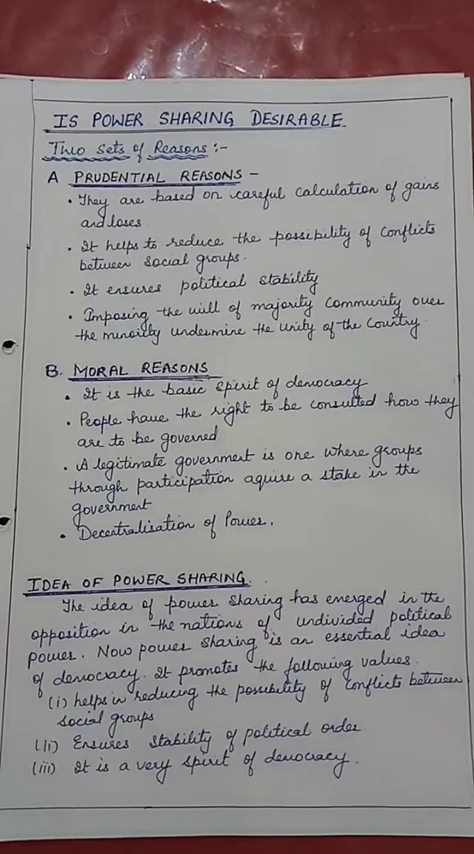 IS POWER SHARING DESIRABLE
Two Sets of Reasons :-
A PRUDENTIAL REASONS -
• They are based on careful calculation of gains
and loses
• It helps to reduce the possibility of conflicts
between social groups.
• It ensures political stability
• Imposing the will of majority community over
the minority undermine the unity of the country.
B. MORAL REASONS
• It is the basic spirit of democracy
• People have the right to be consulted how they
are to be governed
• A legitimate government is one where groups
through participation aquire a stake in the
government
• Decentralisation of Power.
IDEA OF POWER SHARING
The idea of power sharing has emerged in the
opposition in the nations of undivided political
power. Now power sharing is an essential idea
of democracy. It promotes the following values.
(i) helps in reducing the possibility of conflicts between
social groups
(ii) Ensures stability of political order.
(iii) It is a very spirit of democracy.